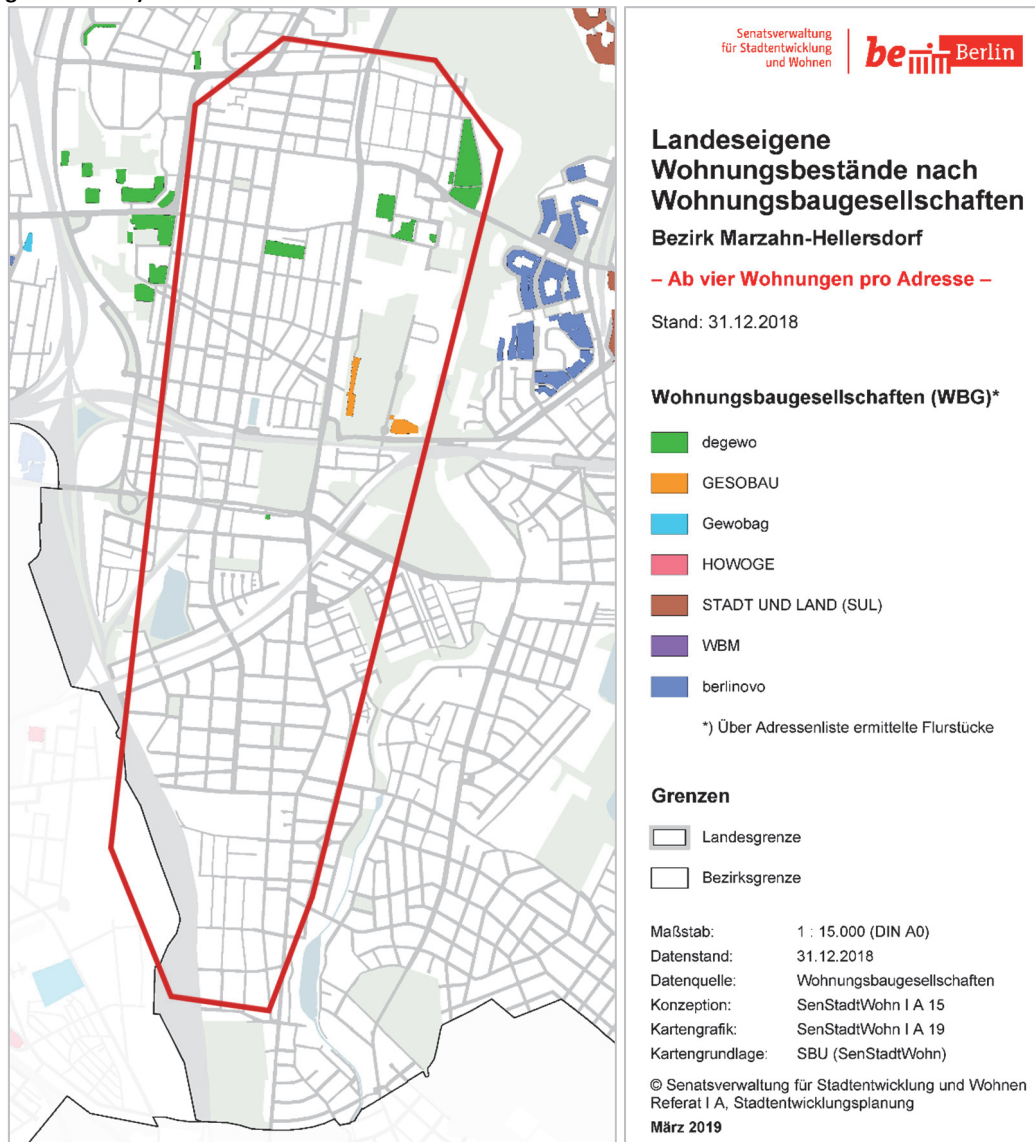 Senatsverwaltung
für Stadtentwicklung
und Wohnen
be Berlin
Landeseigene
Wohnungsbestände nach
Wohnungsbaugesellschaften
Bezirk Marzahn-Hellersdorf
– Ab vier Wohnungen pro Adresse –
Stand: 31.12.2018
Wohnungsbaugesellschaften (WBG)*
degewo
GESOBAU
Gewobag
HOWOGE
STADT UND LAND (SUL)
WBM
berlinovo
*) Über Adressenliste ermittelte Flurstücke
Grenzen
Landesgrenze
Bezirksgrenze
Maßstab: 1 : 15.000 (DIN A0)
Datenstand: 31.12.2018
Datenquelle: Wohnungsbaugesellschaften
Konzeption: SenStadtWohn I A 15
Kartengrafik: SenStadtWohn I A 19
Kartengrundlage: SBU (SenStadtWohn)
© Senatsverwaltung für Stadtentwicklung und Wohnen
Referat I A, Stadtentwicklungsplanung
März 2019